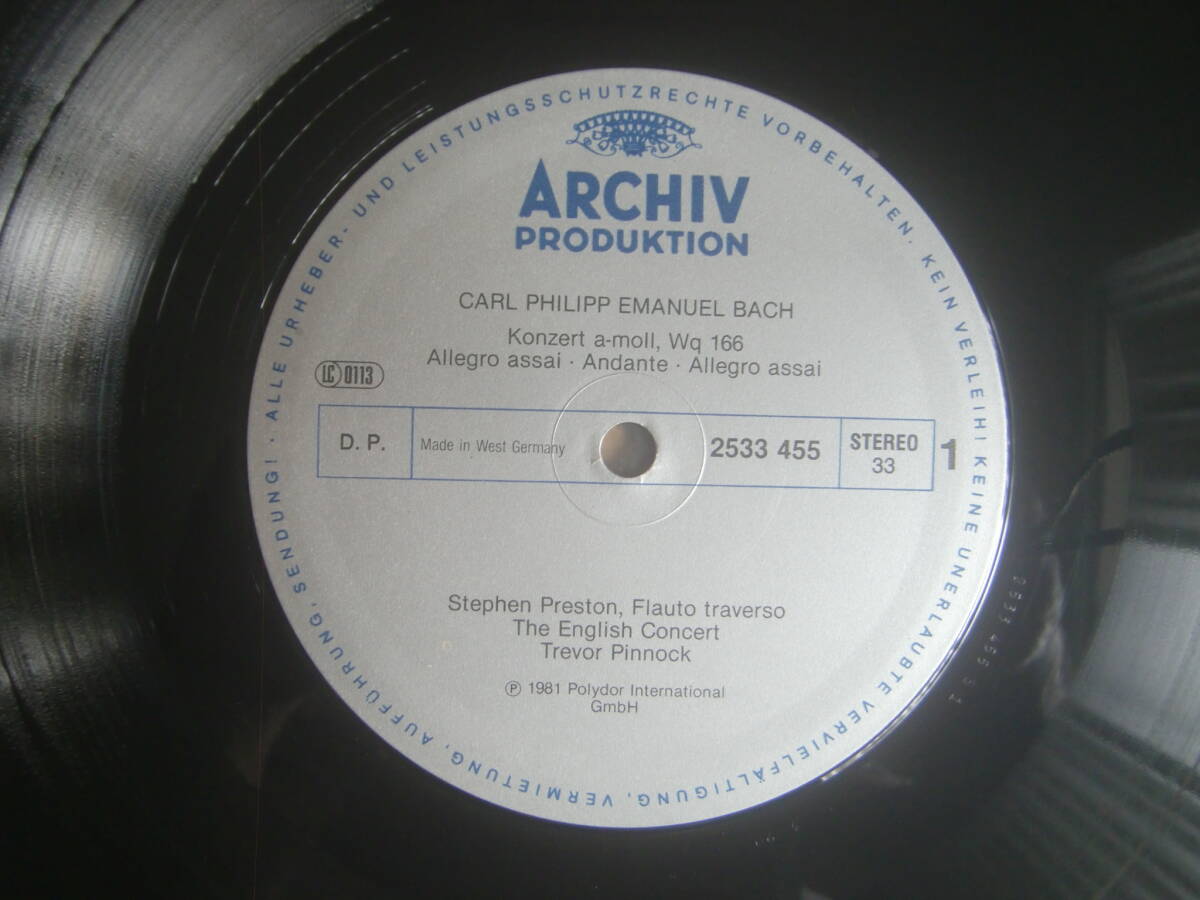 ALLE URHEBER- UND LEISTUNGSSCHUTZRECHTE VORBEHALTEN. KEIN VERLEIH! KEINE UNERLAUBTE VERVIELFÄLTIGUNG, VERMIETUNG, AUFFÜHRUNG, SENDUNG! ·
ARCHIV
PRODUKTION
CARL PHILIPP EMANUEL BACH
Konzert a-moll, Wq 166
Allegro assai · Andante · Allegro assai
LC 0113
D. P.
Made in West Germany
2533 455
STEREO
33
1
Stephen Preston, Flauto traverso
The English Concert
Trevor Pinnock
℗ 1981 Polydor International
GmbH